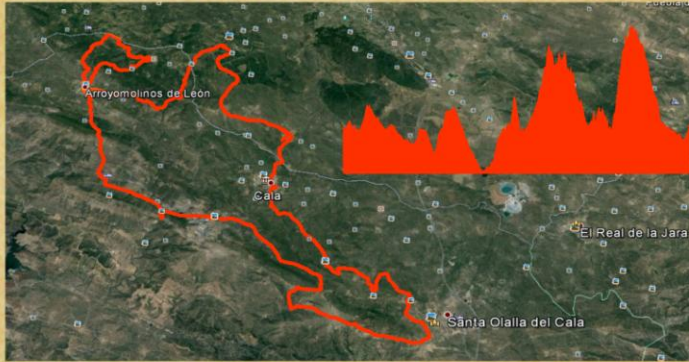 Arroyomolinos de León
Cala
El Real de la Jara
Santa Olalla del Cala